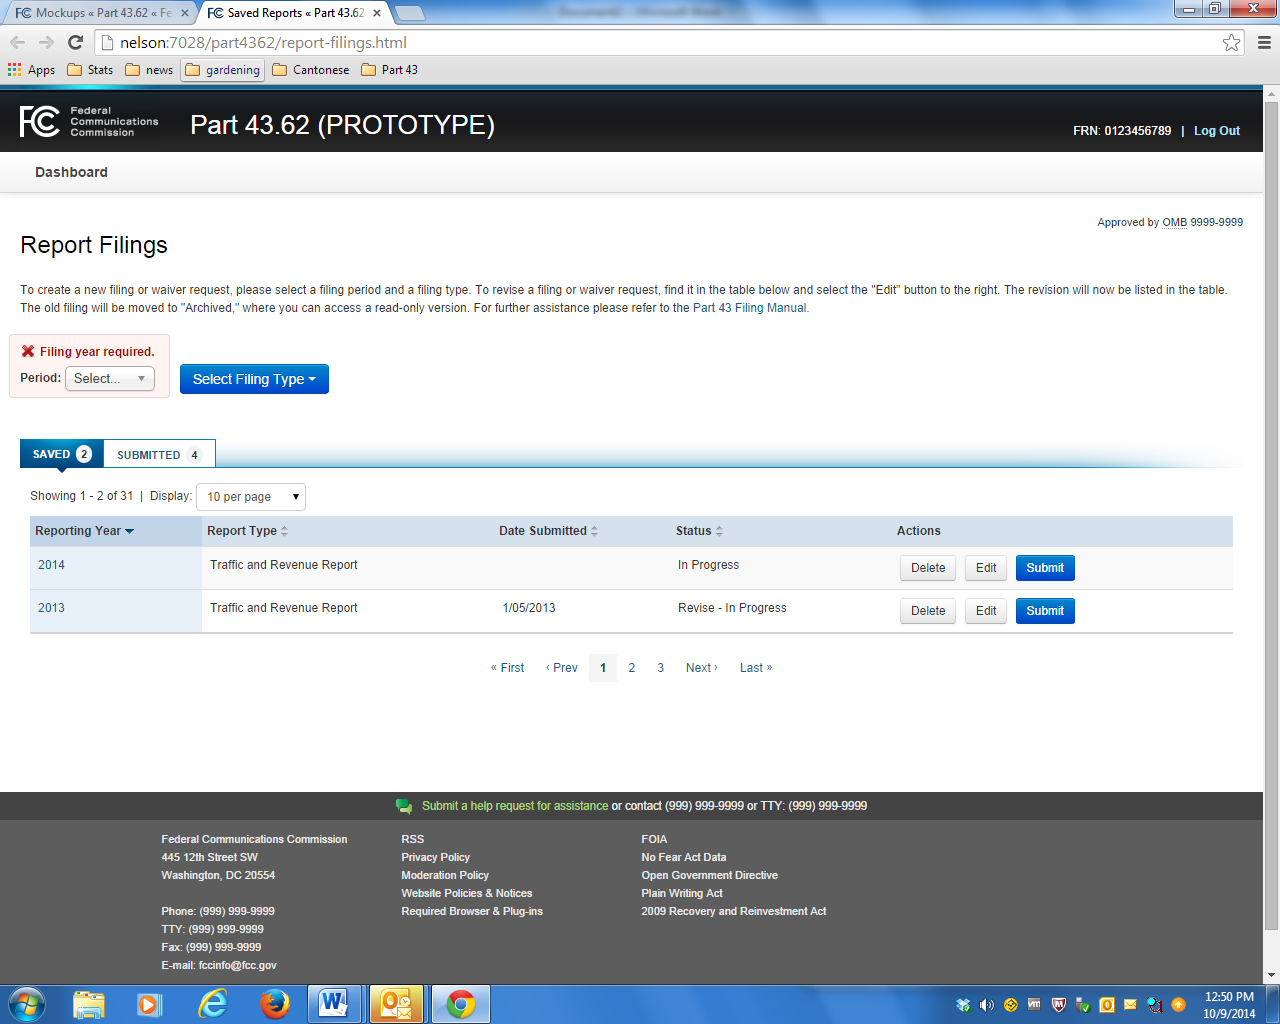 FCC Mockups « Part 43.62 « Fe
FCC Saved Reports « Part 43.62
nelson:7028/part4362/report-filings.html
Apps Stats news gardening Cantonese Part 43
FCC Federal Communications Commission
Part 43.62 (PROTOTYPE)
FRN: 0123456789 | Log Out
Dashboard
Approved by OMB 9999-9999
Report Filings
To create a new filing or waiver request, please select a filing period and a filing type. To revise a filing or waiver request, find it in the table below and select the "Edit" button to the right. The revision will now be listed in the table.
The old filing will be moved to "Archived," where you can access a read-only version. For further assistance please refer to the Part 43 Filing Manual.
Filing year required.
Period: Select...
Select Filing Type
SAVED 2 SUBMITTED 4
Showing 1 - 2 of 31 | Display: 10 per page
Reporting Year Report Type Date Submitted Status Actions
2014 Traffic and Revenue Report In Progress Delete Edit Submit
2013 Traffic and Revenue Report 1/05/2013 Revise - In Progress Delete Edit Submit
« First ‹ Prev 1 2 3 Next › Last »
Submit a help request for assistance or contact (999) 999-9999 or TTY: (999) 999-9999
Federal Communications Commission
445 12th Street SW
Washington, DC 20554
Phone: (999) 999-9999
TTY: (999) 999-9999
Fax: (999) 999-9999
E-mail: fccinfo@fcc.gov
RSS
Privacy Policy
Moderation Policy
Website Policies & Notices
Required Browser & Plug-ins
FOIA
No Fear Act Data
Open Government Directive
Plain Writing Act
2009 Recovery and Reinvestment Act
12:50 PM
10/9/2014